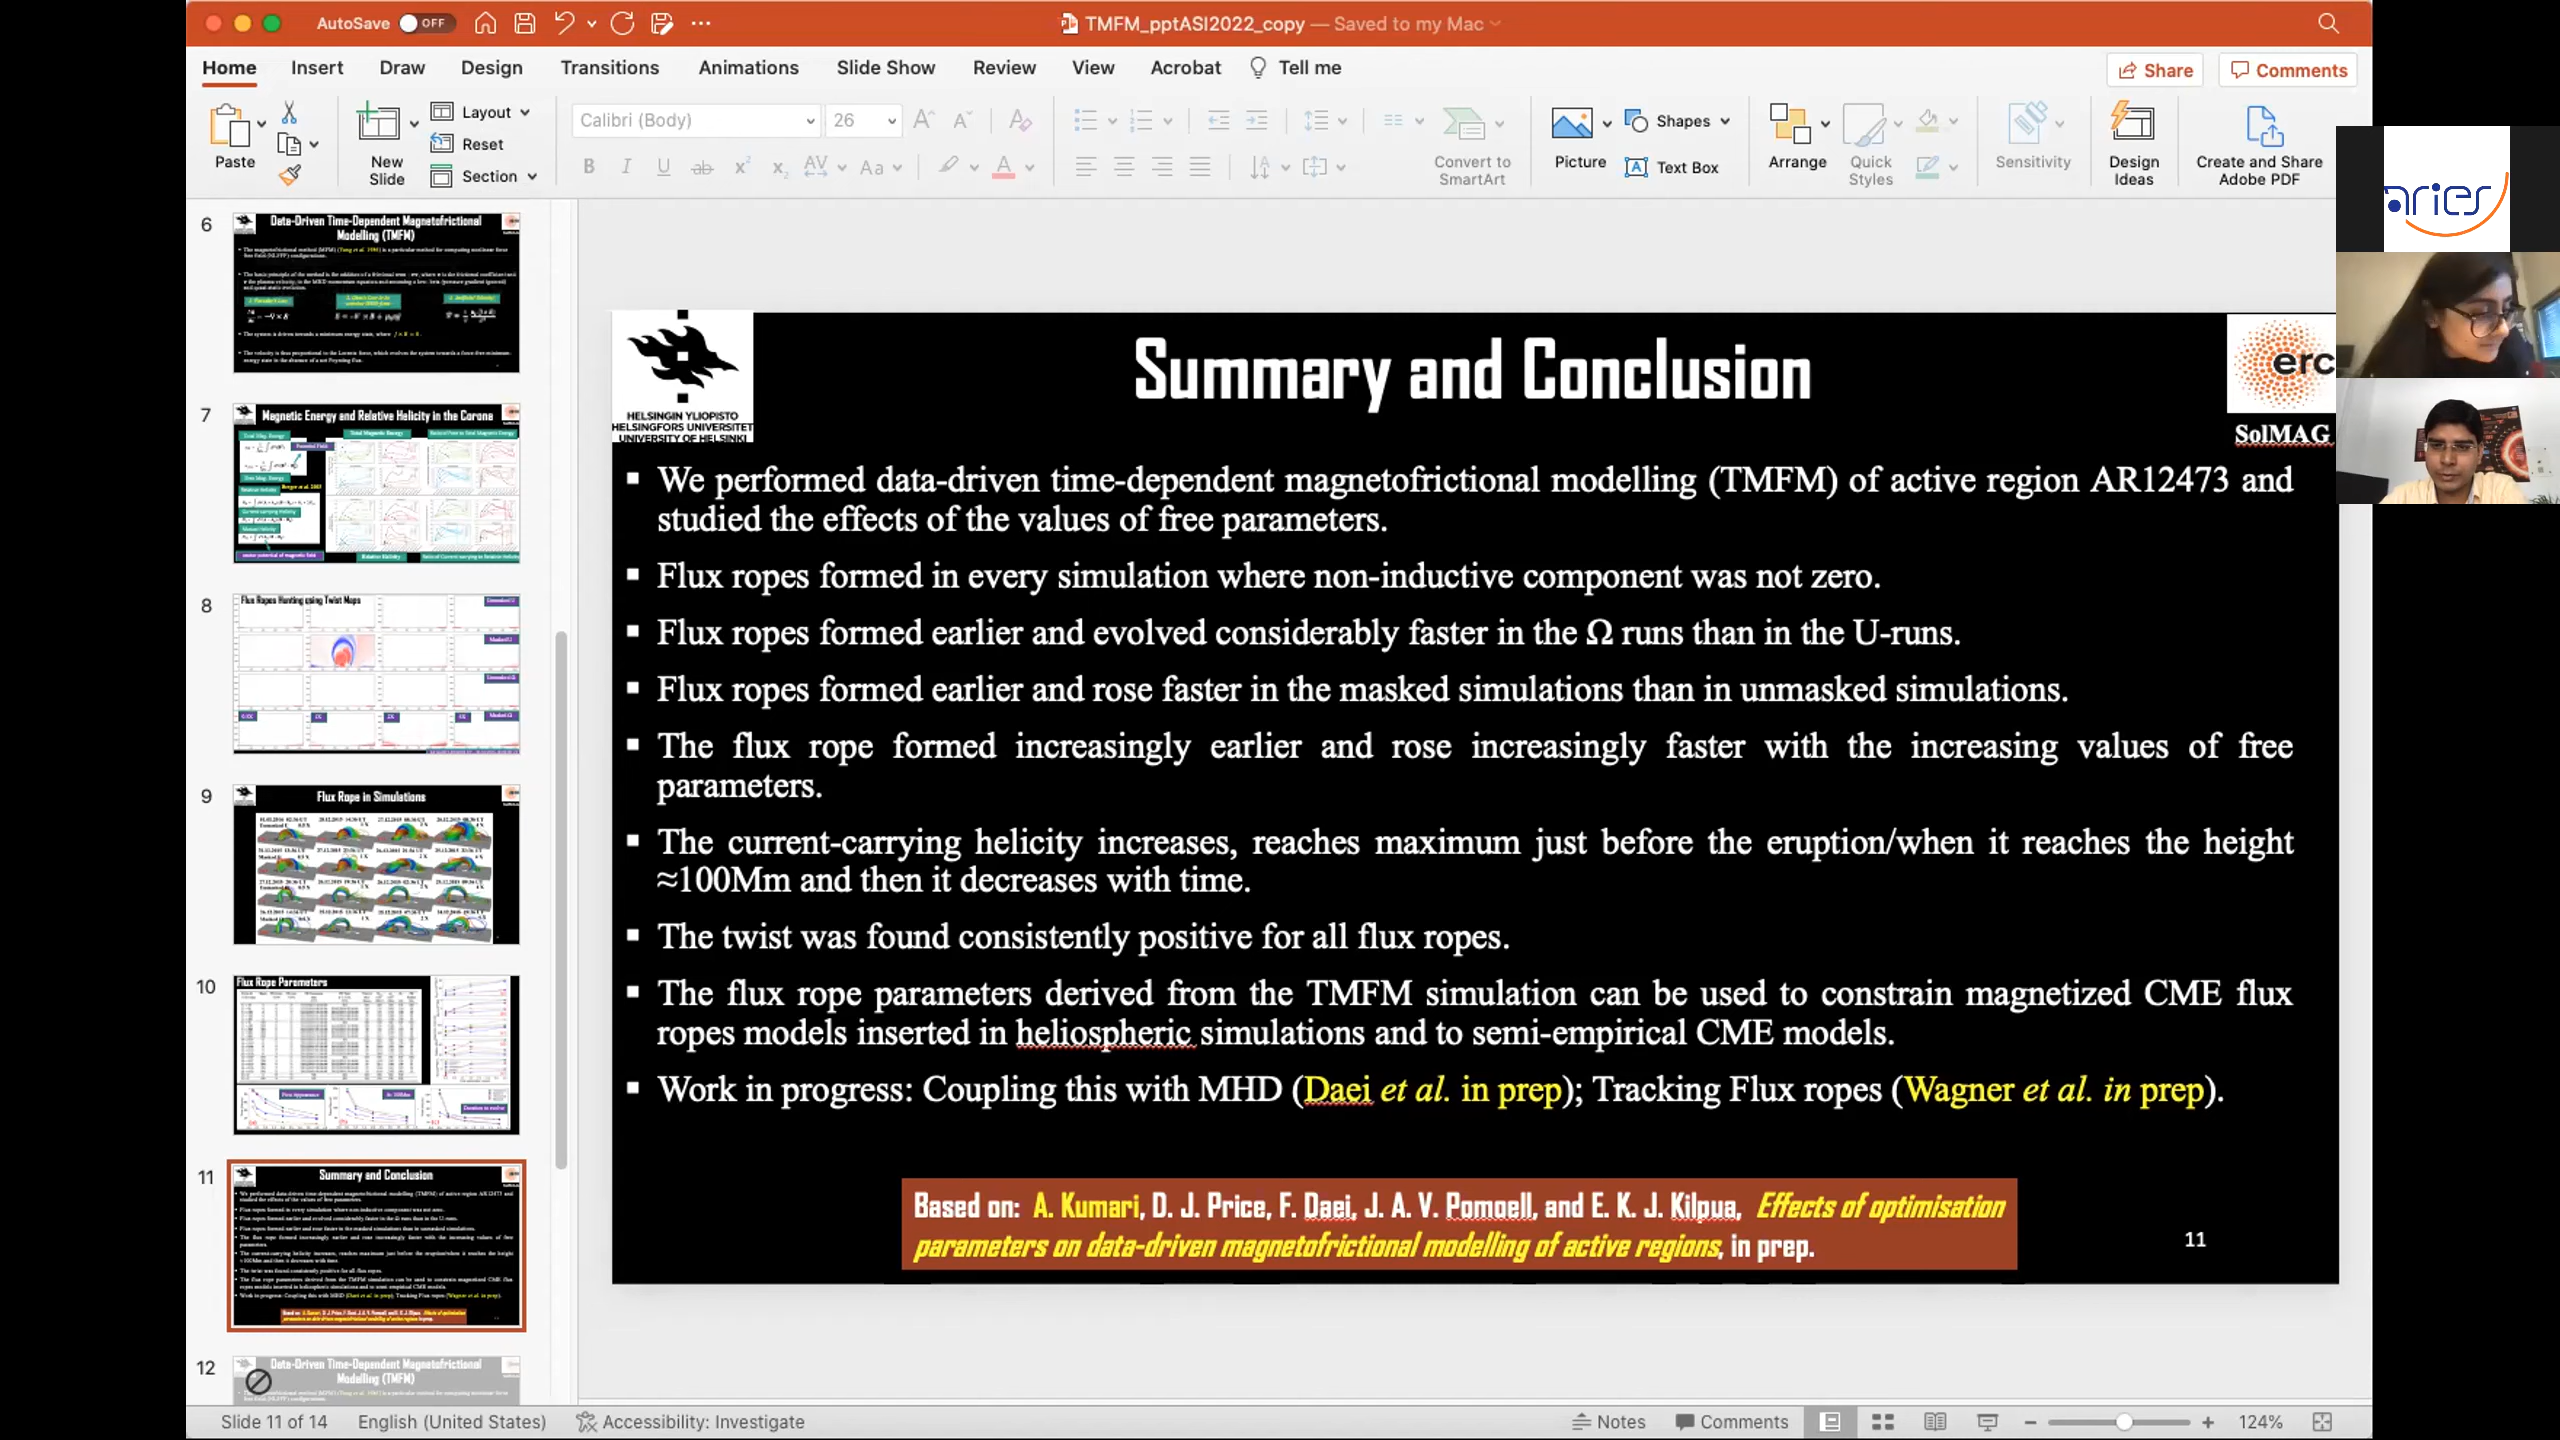 AutoSave OFF
TMFM_pptASI2022_copy — Saved to my Mac
Home Insert Draw Design Transitions Animations Slide Show Review View Acrobat Tell me
Share Comments
Paste
New Slide
Layout
Reset
Section
Calibri (Body) 26
Convert to SmartArt
Picture
Shapes
Text Box
Arrange
Quick Styles
Sensitivity
Design Ideas
Create and Share Adobe PDF
aries
6
Data-Driven Time-Dependent Magnetofrictional
Modelling (TMFM)
7
Magnetic Energy and Relative Helicity in the Corona
8
Flux Ropes Hunting using Twist Maps
9
Flux Rope in Simulations
10
Flux Rope Parameters
11
Summary and Conclusion
12
Data-Driven Time-Dependent Magnetofrictional
Modelling (TMFM)
HELSINGIN YLIOPISTO
HELSINGFORS UNIVERSITET
UNIVERSITY OF HELSINKI
Summary and Conclusion
erc
SolMAG
▪ We performed data-driven time-dependent magnetofrictional modelling (TMFM) of active region AR12473 and
studied the effects of the values of free parameters.
▪ Flux ropes formed in every simulation where non-inductive component was not zero.
▪ Flux ropes formed earlier and evolved considerably faster in the Ω runs than in the U-runs.
▪ Flux ropes formed earlier and rose faster in the masked simulations than in unmasked simulations.
▪ The flux rope formed increasingly earlier and rose increasingly faster with the increasing values of free
parameters.
▪ The current-carrying helicity increases, reaches maximum just before the eruption/when it reaches the height
≈100Mm and then it decreases with time.
▪ The twist was found consistently positive for all flux ropes.
▪ The flux rope parameters derived from the TMFM simulation can be used to constrain magnetized CME flux
ropes models inserted in heliospheric simulations and to semi-empirical CME models.
▪ Work in progress: Coupling this with MHD (Daei et al. in prep); Tracking Flux ropes (Wagner et al. in prep).
Based on: A. Kumari, D. J. Price, F. Daei, J. A. V. Pomoell, and E. K. J. Kilpua, Effects of optimisation
parameters on data-driven magnetofrictional modelling of active regions, in prep.
11
Slide 11 of 14 English (United States) Accessibility: Investigate
Notes Comments 124%